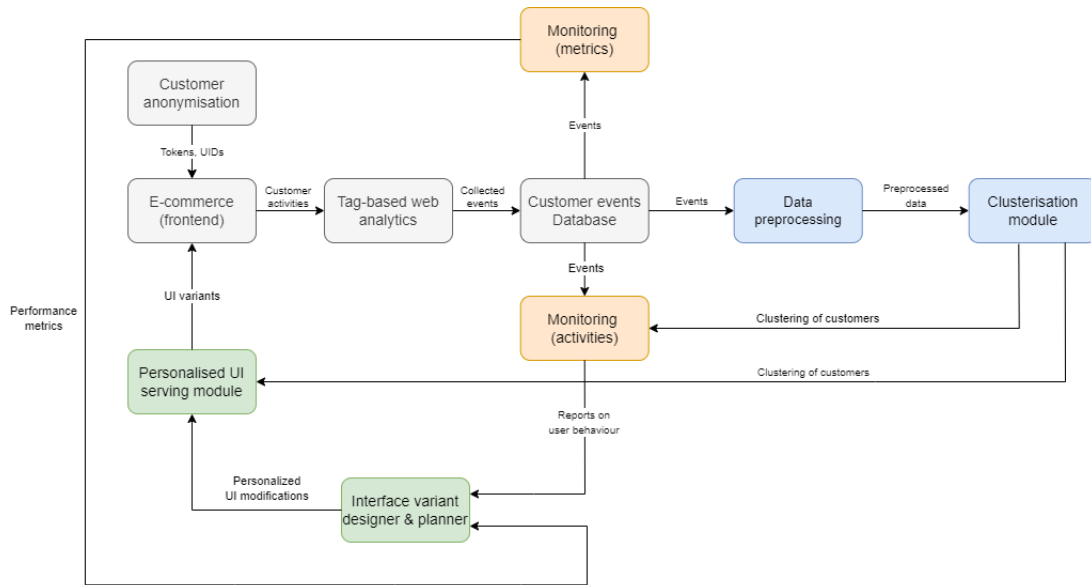 Monitoring
(metrics)
Customer
anonymisation
Events
Tokens, UIDs
E-commerce
(frontend)
Customer
activities
Tag-based web
analytics
Collected
events
Customer events
Database
Events
Data
preprocessing
Preprocessed
data
Clusterisation
module
Events
UI variants
Performance
metrics
Monitoring
(activities)
Clustering of customers
Personalised UI
serving module
Clustering of customers
Reports on
user behaviour
Personalized
UI modifications
Interface variant
designer & planner